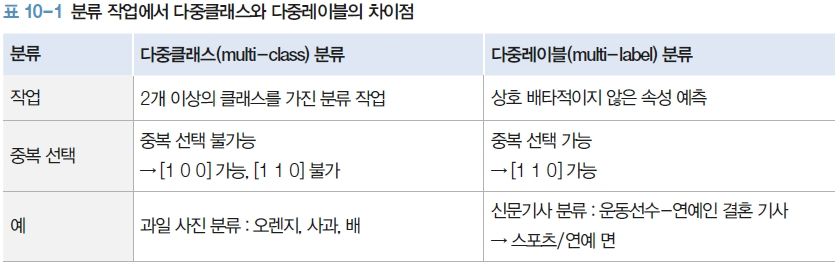 표 10-1 분류 작업에서 다중클래스와 다중레이블의 차이점
분류 다중클래스(multi-class) 분류 다중레이블(multi-label) 분류
작업 2개 이상의 클래스를 가진 분류 작업 상호 배타적이지 않은 속성 예측
중복 선택 중복 선택 불가능 중복 선택 가능
→ [1 0 0] 가능, [1 1 0] 불가 → [1 1 0] 가능
예 과일 사진 분류 : 오렌지, 사과, 배 신문기사 분류 : 운동선수-연예인 결혼 기사
→ 스포츠/연예 면